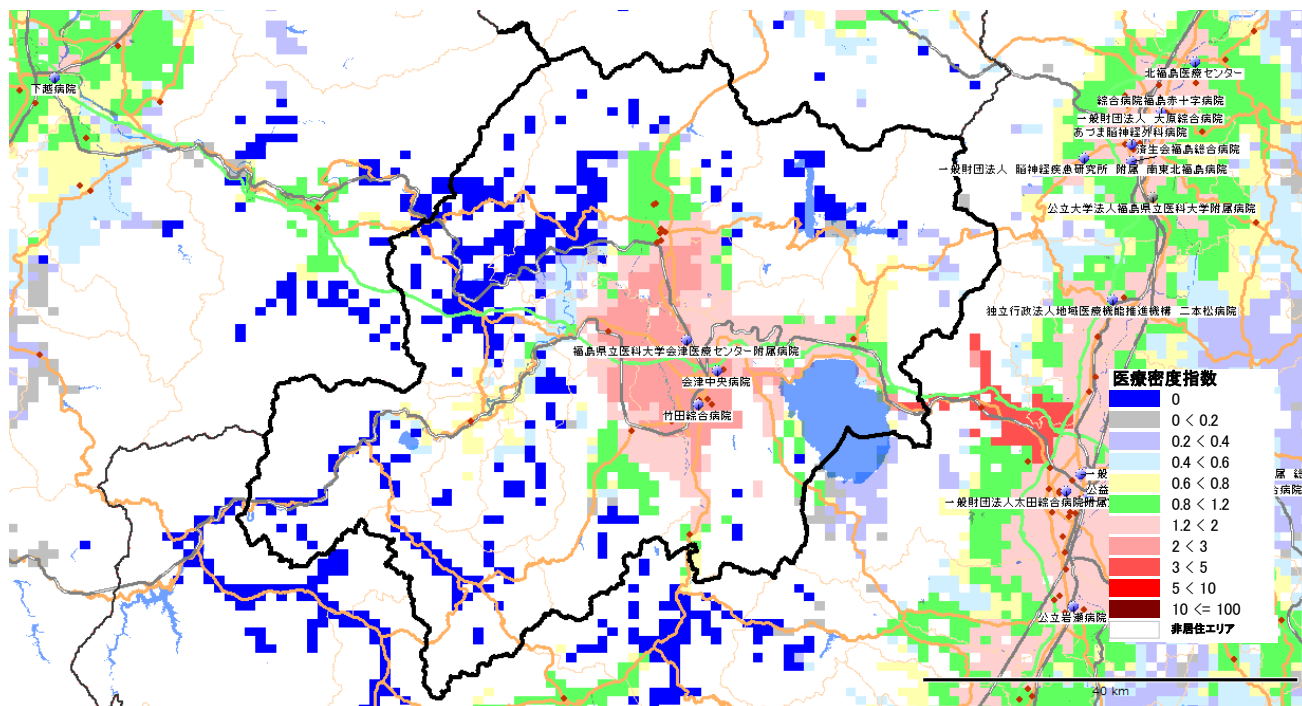 下越病院
北福島医療センター
綜合病院福島赤十字病院
一般財団法人 大原綜合病院
あづま脳神経外科病院
済生会福島総合病院
一般財団法人 脳神経疾患研究所 附属 南東北福島病院
公立大学法人福島県立医科大学附属病院
独立行政法人地域医療機能推進機構 二本松病院
福島県立医科大学会津医療センター附属病院
会津中央病院
竹田綜合病院
医療密度指数
0
0 < 0.2
0.2 < 0.4
0.4 < 0.6
0.6 < 0.8
0.8 < 1.2
1.2 < 2
2 < 3
3 < 5
5 < 10
10 <= 100
非居住エリア
一般
属 総
公益
合病院
一般財団法人太田綜合病院附属
公立岩瀬病院
40 km